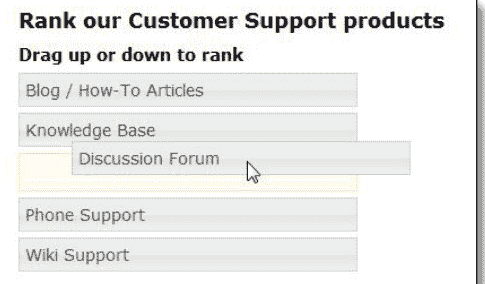 Rank our Customer Support products
Drag up or down to rank
Blog / How-To Articles
Knowledge Base
Discussion Forum
Phone Support
Wiki Support